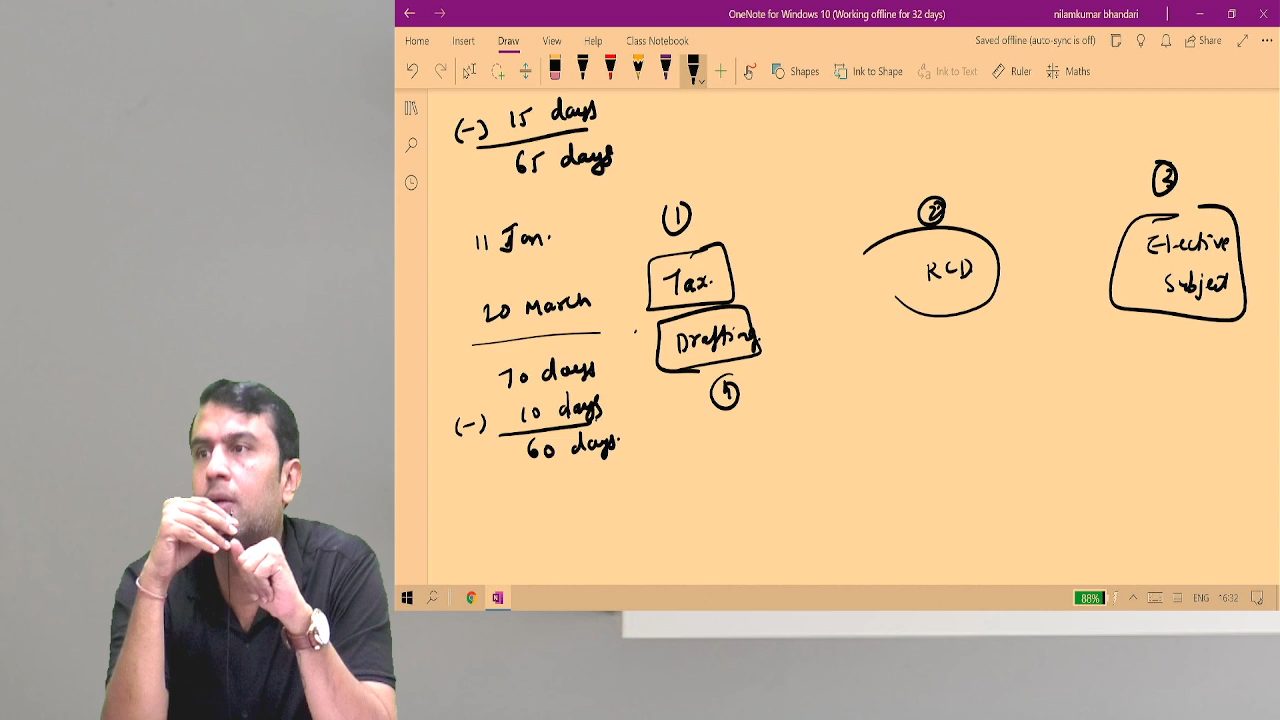 OneNote for Windows 10 (Working offline for 32 days)
nilamkumar bhandari
Home Insert Draw View Help Class Notebook
Saved offline (auto-sync is off)
Share
Shapes Ink to Shape Ink to Text Ruler Maths
(-) 15 days
65 days
11 Jan.
20 March
70 days
(-) 10 days
60 days.
1
Tax.
Drafting.
4
2
RCD
3
Elective
Subject
88%
ENG
16:32